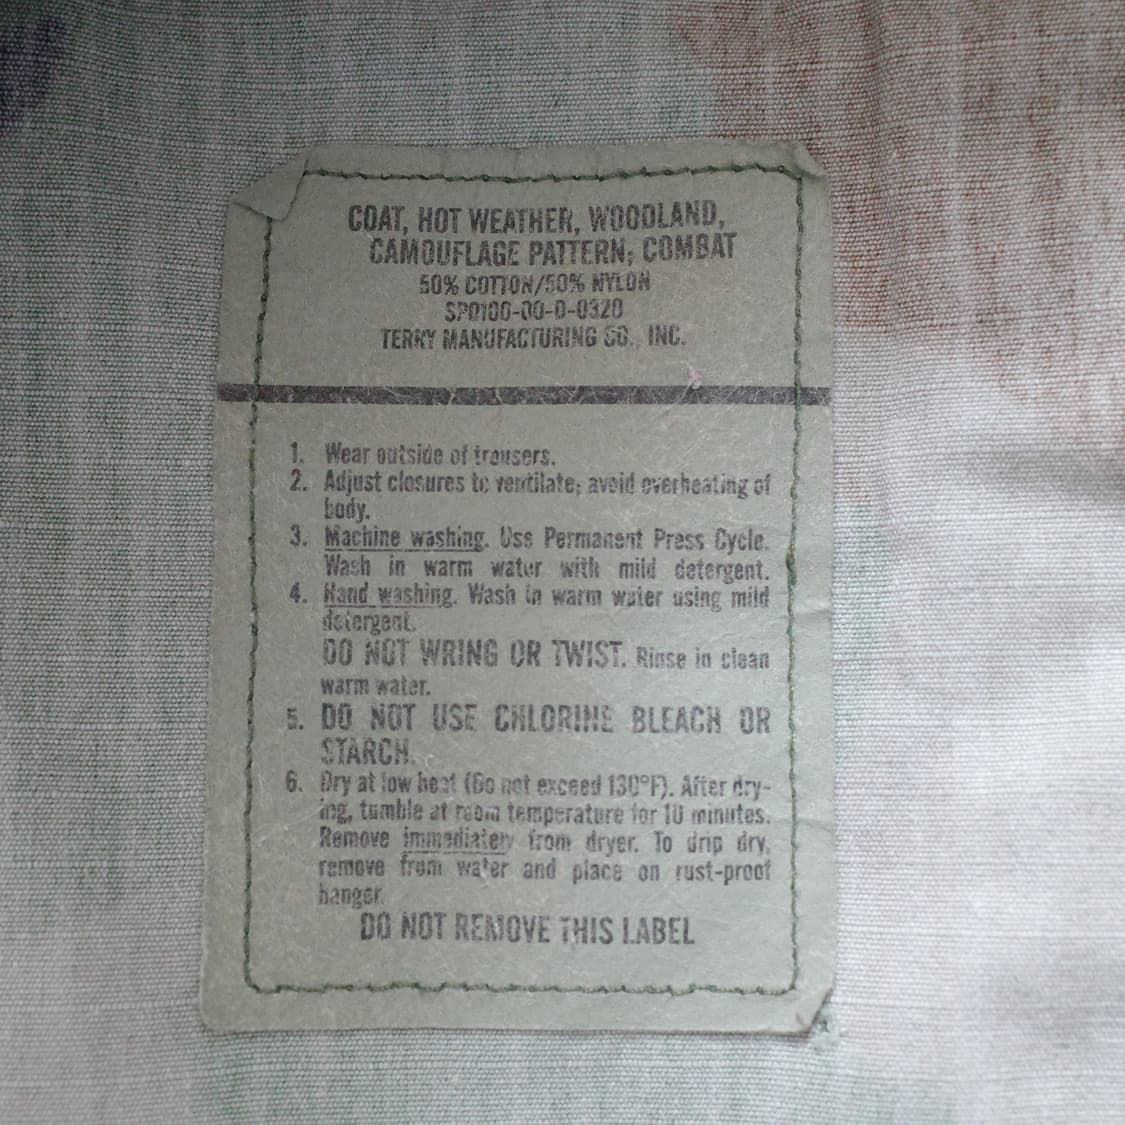 COAT, HOT WEATHER, WOODLAND,
CAMOUFLAGE PATTERN; COMBAT
50% COTTON/50% NYLON
SP0100-00-D-0320
TERRY MANUFACTURING CO., INC.
1. Wear outside of trousers.
2. Adjust closures to ventilate; avoid overheating of
body.
3. Machine washing. Use Permanent Press Cycle.
Wash in warm water with mild detergent.
4. Hand washing. Wash in warm water using mild
detergent.
DO NOT WRING OR TWIST. Rinse in clean
warm water.
5. DO NOT USE CHLORINE BLEACH OR
STARCH.
6. Dry at low heat (Do not exceed 130°F). After dry-
ing, tumble at room temperature for 10 minutes.
Remove immediately from dryer. To drip dry,
remove from water and place on rust-proof
hanger.
DO NOT REMOVE THIS LABEL